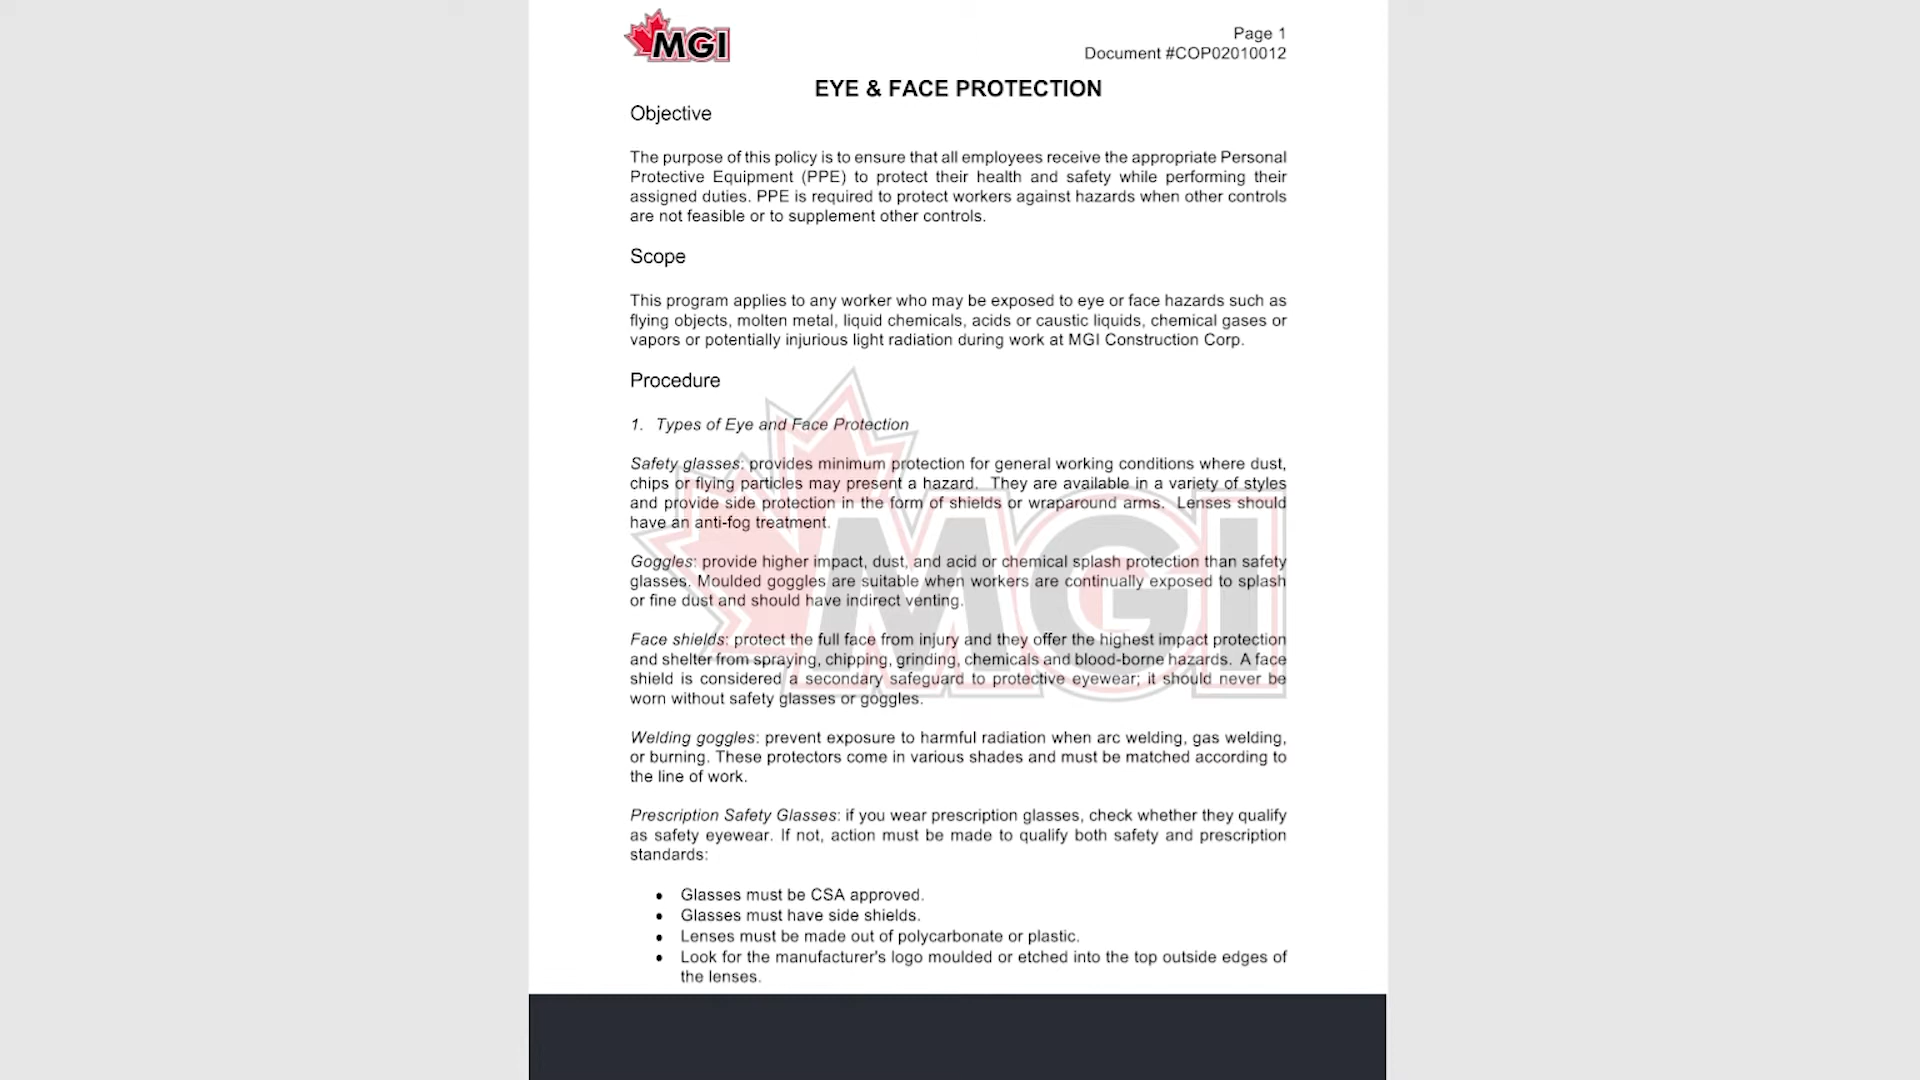 MGI
Page 1
Document #COP02010012
EYE & FACE PROTECTION
Objective
The purpose of this policy is to ensure that all employees receive the appropriate Personal
Protective Equipment (PPE) to protect their health and safety while performing their
assigned duties. PPE is required to protect workers against hazards when other controls
are not feasible or to supplement other controls.
Scope
This program applies to any worker who may be exposed to eye or face hazards such as
flying objects, molten metal, liquid chemicals, acids or caustic liquids, chemical gases or
vapors or potentially injurious light radiation during work at MGI Construction Corp.
Procedure
1. Types of Eye and Face Protection
Safety glasses: provides minimum protection for general working conditions where dust,
chips or flying particles may present a hazard. They are available in a variety of styles
and provide side protection in the form of shields or wraparound arms. Lenses should
have an anti-fog treatment.
Goggles: provide higher impact, dust, and acid or chemical splash protection than safety
glasses. Moulded goggles are suitable when workers are continually exposed to splash
or fine dust and should have indirect venting.
MGI
Face shields: protect the full face from injury and they offer the highest impact protection
and shelter from spraying, chipping, grinding, chemicals and blood-borne hazards. A face
shield is considered a secondary safeguard to protective eyewear; it should never be
worn without safety glasses or goggles.
Welding goggles: prevent exposure to harmful radiation when arc welding, gas welding,
or burning. These protectors come in various shades and must be matched according to
the line of work.
Prescription Safety Glasses: if you wear prescription glasses, check whether they qualify
as safety eyewear. If not, action must be made to qualify both safety and prescription
standards:
• Glasses must be CSA approved.
• Glasses must have side shields.
• Lenses must be made out of polycarbonate or plastic.
• Look for the manufacturer's logo moulded or etched into the top outside edges of
the lenses.